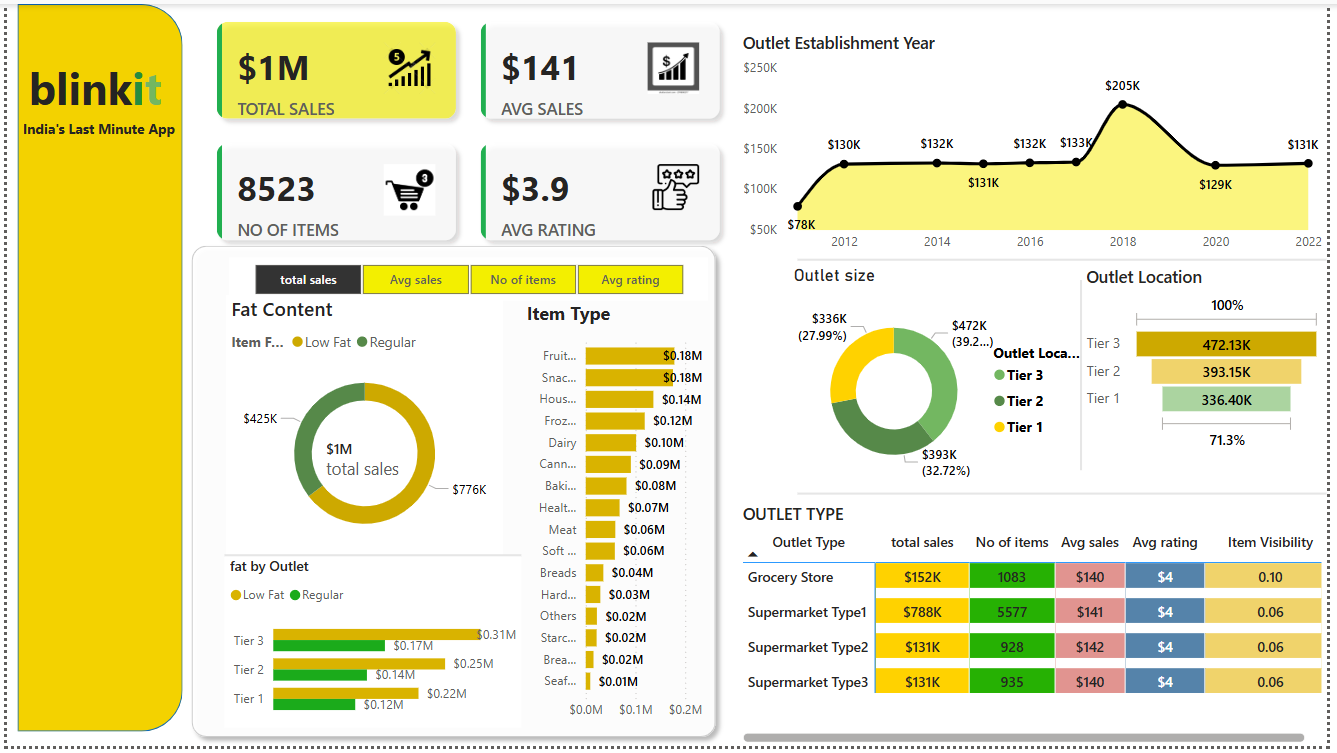 blinkit
India's Last Minute App
$1M
TOTAL SALES
5
$141
AVG SALES
$
8523
NO OF ITEMS
3
$3.9
AVG RATING
total sales Avg sales No of items Avg rating
Fat Content
Item F... Low Fat Regular
$425K
$1M
total sales
$776K
fat by Outlet
Low Fat Regular
Tier 3 $0.31M
$0.17M
Tier 2 $0.25M
$0.14M
Tier 1 $0.22M
$0.12M
Item Type
Fruit... $0.18M
Snac... $0.18M
Hous... $0.14M
Froz... $0.12M
Dairy $0.10M
Cann... $0.09M
Baki... $0.08M
Healt... $0.07M
Meat $0.06M
Soft ... $0.06M
Breads $0.04M
Hard... $0.03M
Others $0.02M
Starc... $0.02M
Brea... $0.02M
Seaf... $0.01M
$0.0M $0.1M $0.2M
Outlet Establishment Year
$250K
$200K
$150K
$100K
$50K
$78K
$130K
$132K
$131K
$132K
$133K
$205K
$129K
$131K
2012 2014 2016 2018 2020 2022
Outlet size
$336K
(27.99%)
$472K
(39.2...)
$393K
(32.72%)
Outlet Loca...
Tier 3
Tier 2
Tier 1
Outlet Location
100%
Tier 3 472.13K
Tier 2 393.15K
Tier 1 336.40K
71.3%
OUTLET TYPE
Outlet Type total sales No of items Avg sales Avg rating Item Visibility
Grocery Store $152K 1083 $140 $4 0.10
Supermarket Type1 $788K 5577 $141 $4 0.06
Supermarket Type2 $131K 928 $142 $4 0.06
Supermarket Type3 $131K 935 $140 $4 0.06